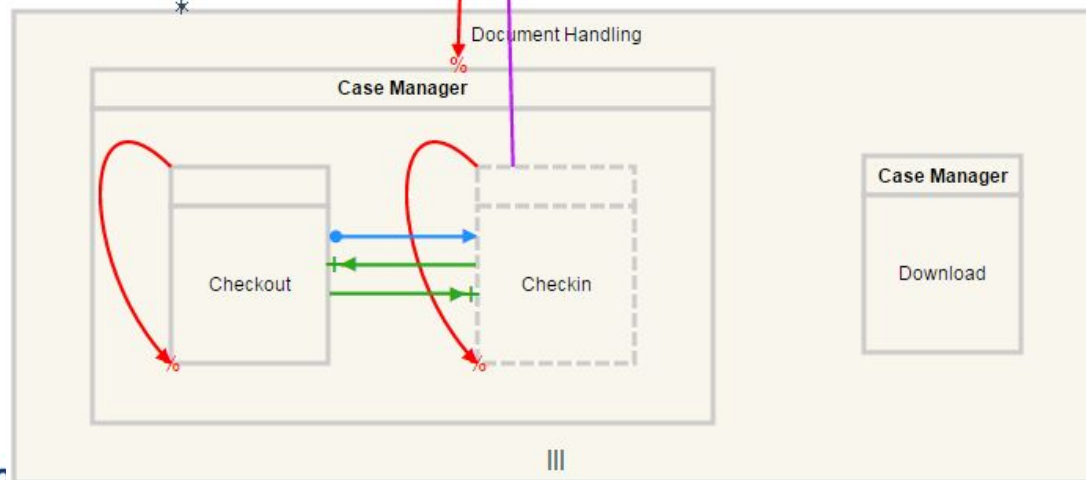 Document Handling
%
Case Manager
Case Manager
Checkout
Checkin
Download
%
%